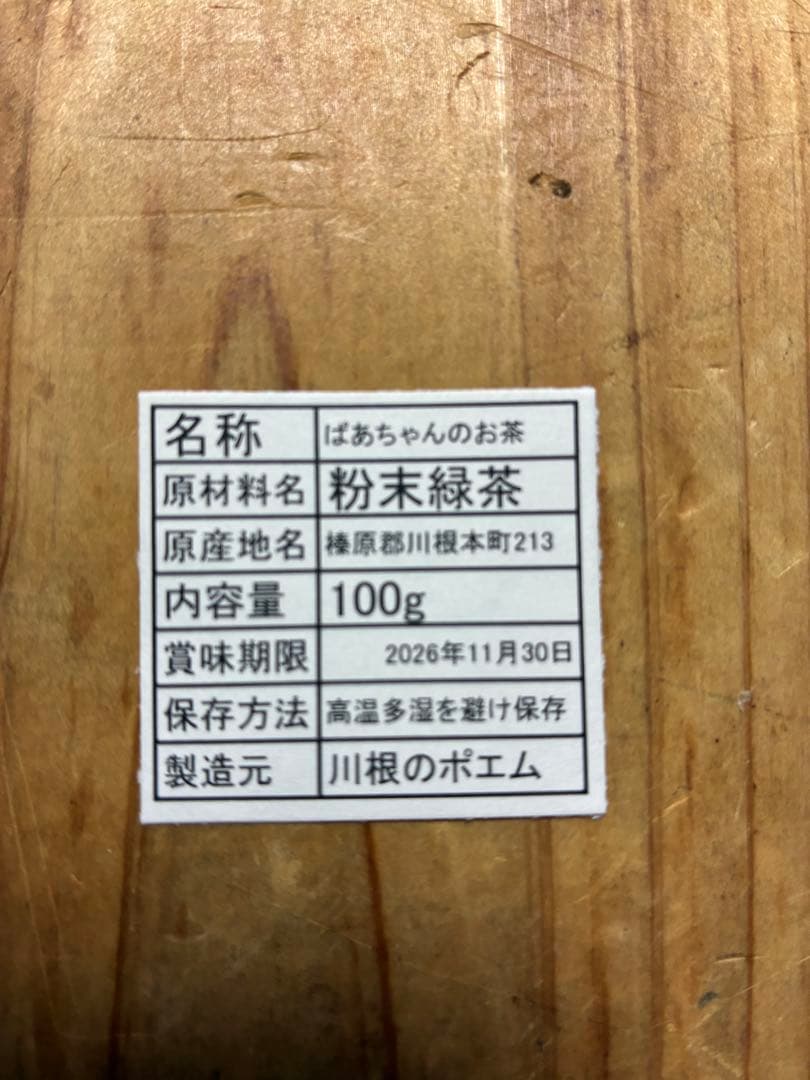 名称 ばあちゃんのお茶
原材料名 粉末緑茶
原産地名 榛原郡川根本町213
内容量 100g
賞味期限 2026年11月30日
保存方法 高温多湿を避け保存
製造元 川根のポエム